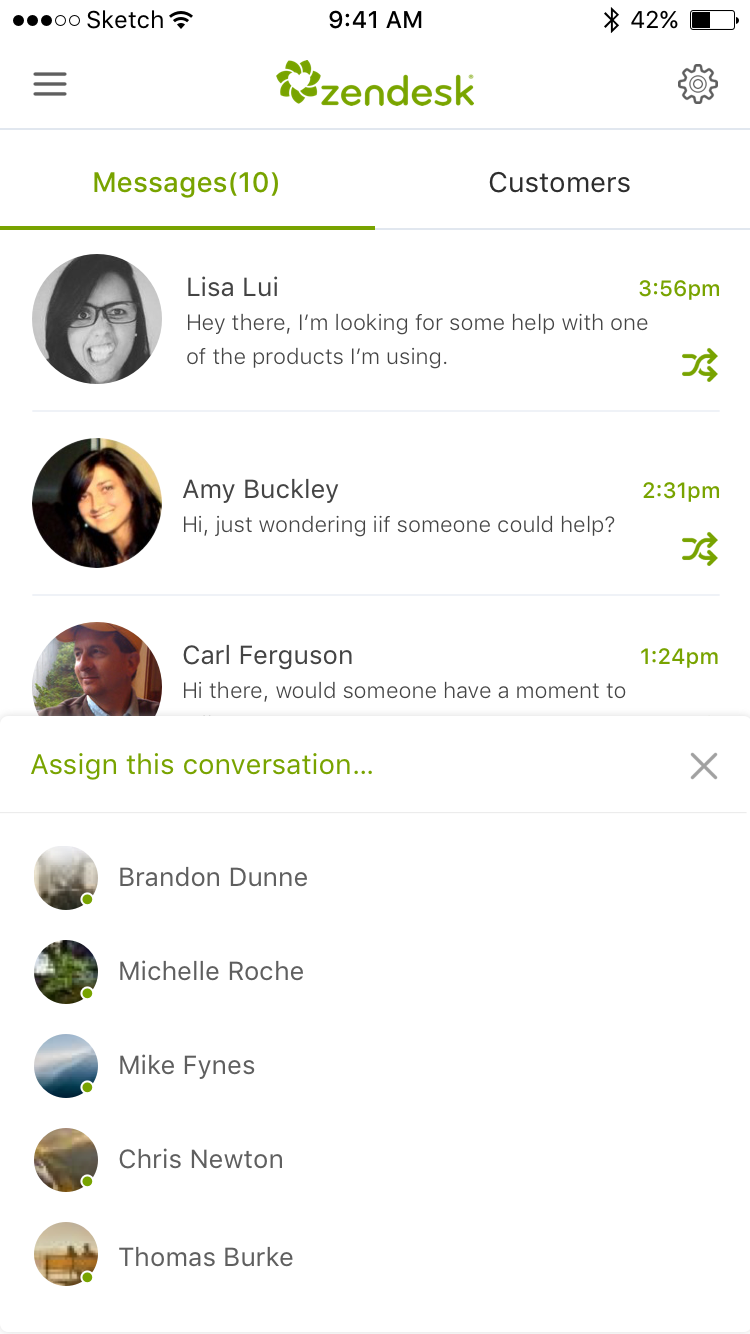 Sketch 9:41 AM 42%
zendesk
Messages(10) Customers
Lisa Lui 3:56pm
Hey there, I’m looking for some help with one
of the products I’m using.
Amy Buckley 2:31pm
Hi, just wondering iif someone could help?
Carl Ferguson 1:24pm
Hi there, would someone have a moment to
Assign this conversation...
Brandon Dunne
Michelle Roche
Mike Fynes
Chris Newton
Thomas Burke